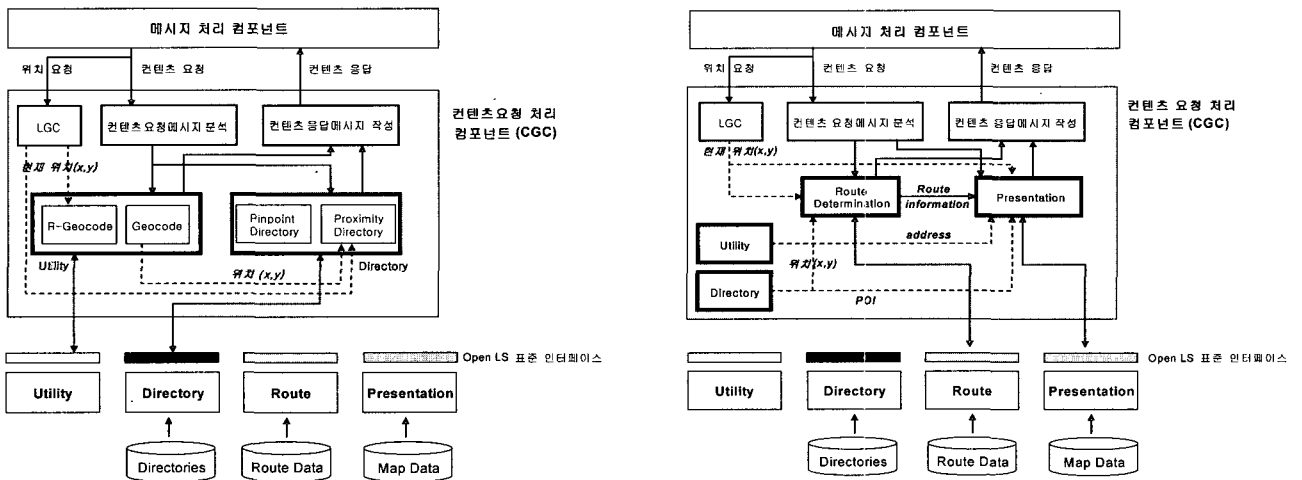 메시지 처리 컴포넌트
위치 요청
컨텐츠 요청
컨텐츠 응답
LGC
컨텐츠요청메시지 분석
컨텐츠 응답메시지 작성
컨텐츠요청 처리
컴포넌트 (CGC)
현재 위치(x,y)
R-Geocode
Geocode
Pinpoint
Directory
Proximity
Directory
Utility
위치 (x,y)
Directory
Open LS 표준 인터페이스
Utility
Directory
Route
Presentation
Directories
Route Data
Map Data
메시지 처리 컴포넌트
위치 요청
컨텐츠 요청
컨텐츠 응답
LGC
컨텐츠요청메시지 분석
컨텐츠 응답메시지 작성
컨텐츠 요청 처리
컴포넌트 (CGC)
현재 위치(x,y)
Route
Determination
Route
information
Presentation
Utility
address
위치(x,y)
Directory
POI
Open LS 표준 인터페이스
Utility
Directory
Route
Presentation
Directories
Route Data
Map Data